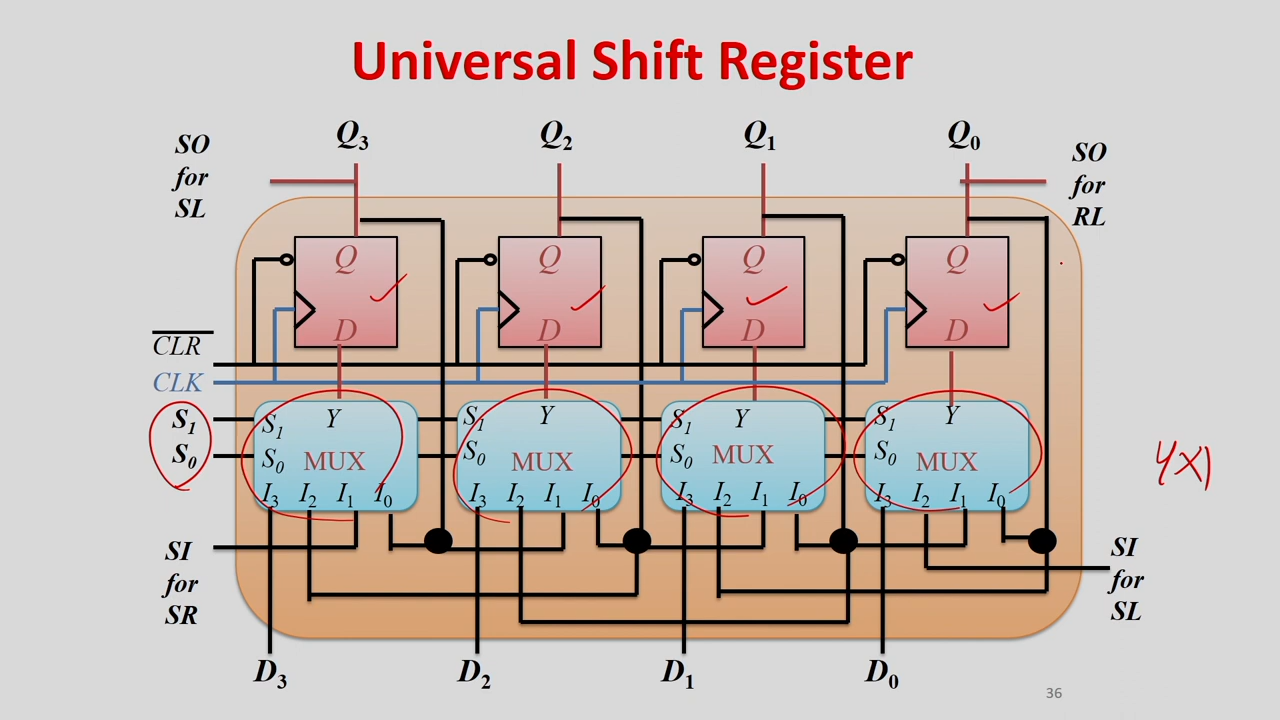 Universal Shift Register
SO for SL
Q3 Q2 Q1 Q0
SO for RL
Q Q Q Q
D D D D
CLR
CLK
S1
S0
S1 Y S1 Y S1 Y S1 Y
S0 MUX S0 MUX S0 MUX S0 MUX
I3 I2 I1 I0 I3 I2 I1 I0 I3 I2 I1 I0 I3 I2 I1 I0
SI for SR
SI for SL
D3 D2 D1 D0
36